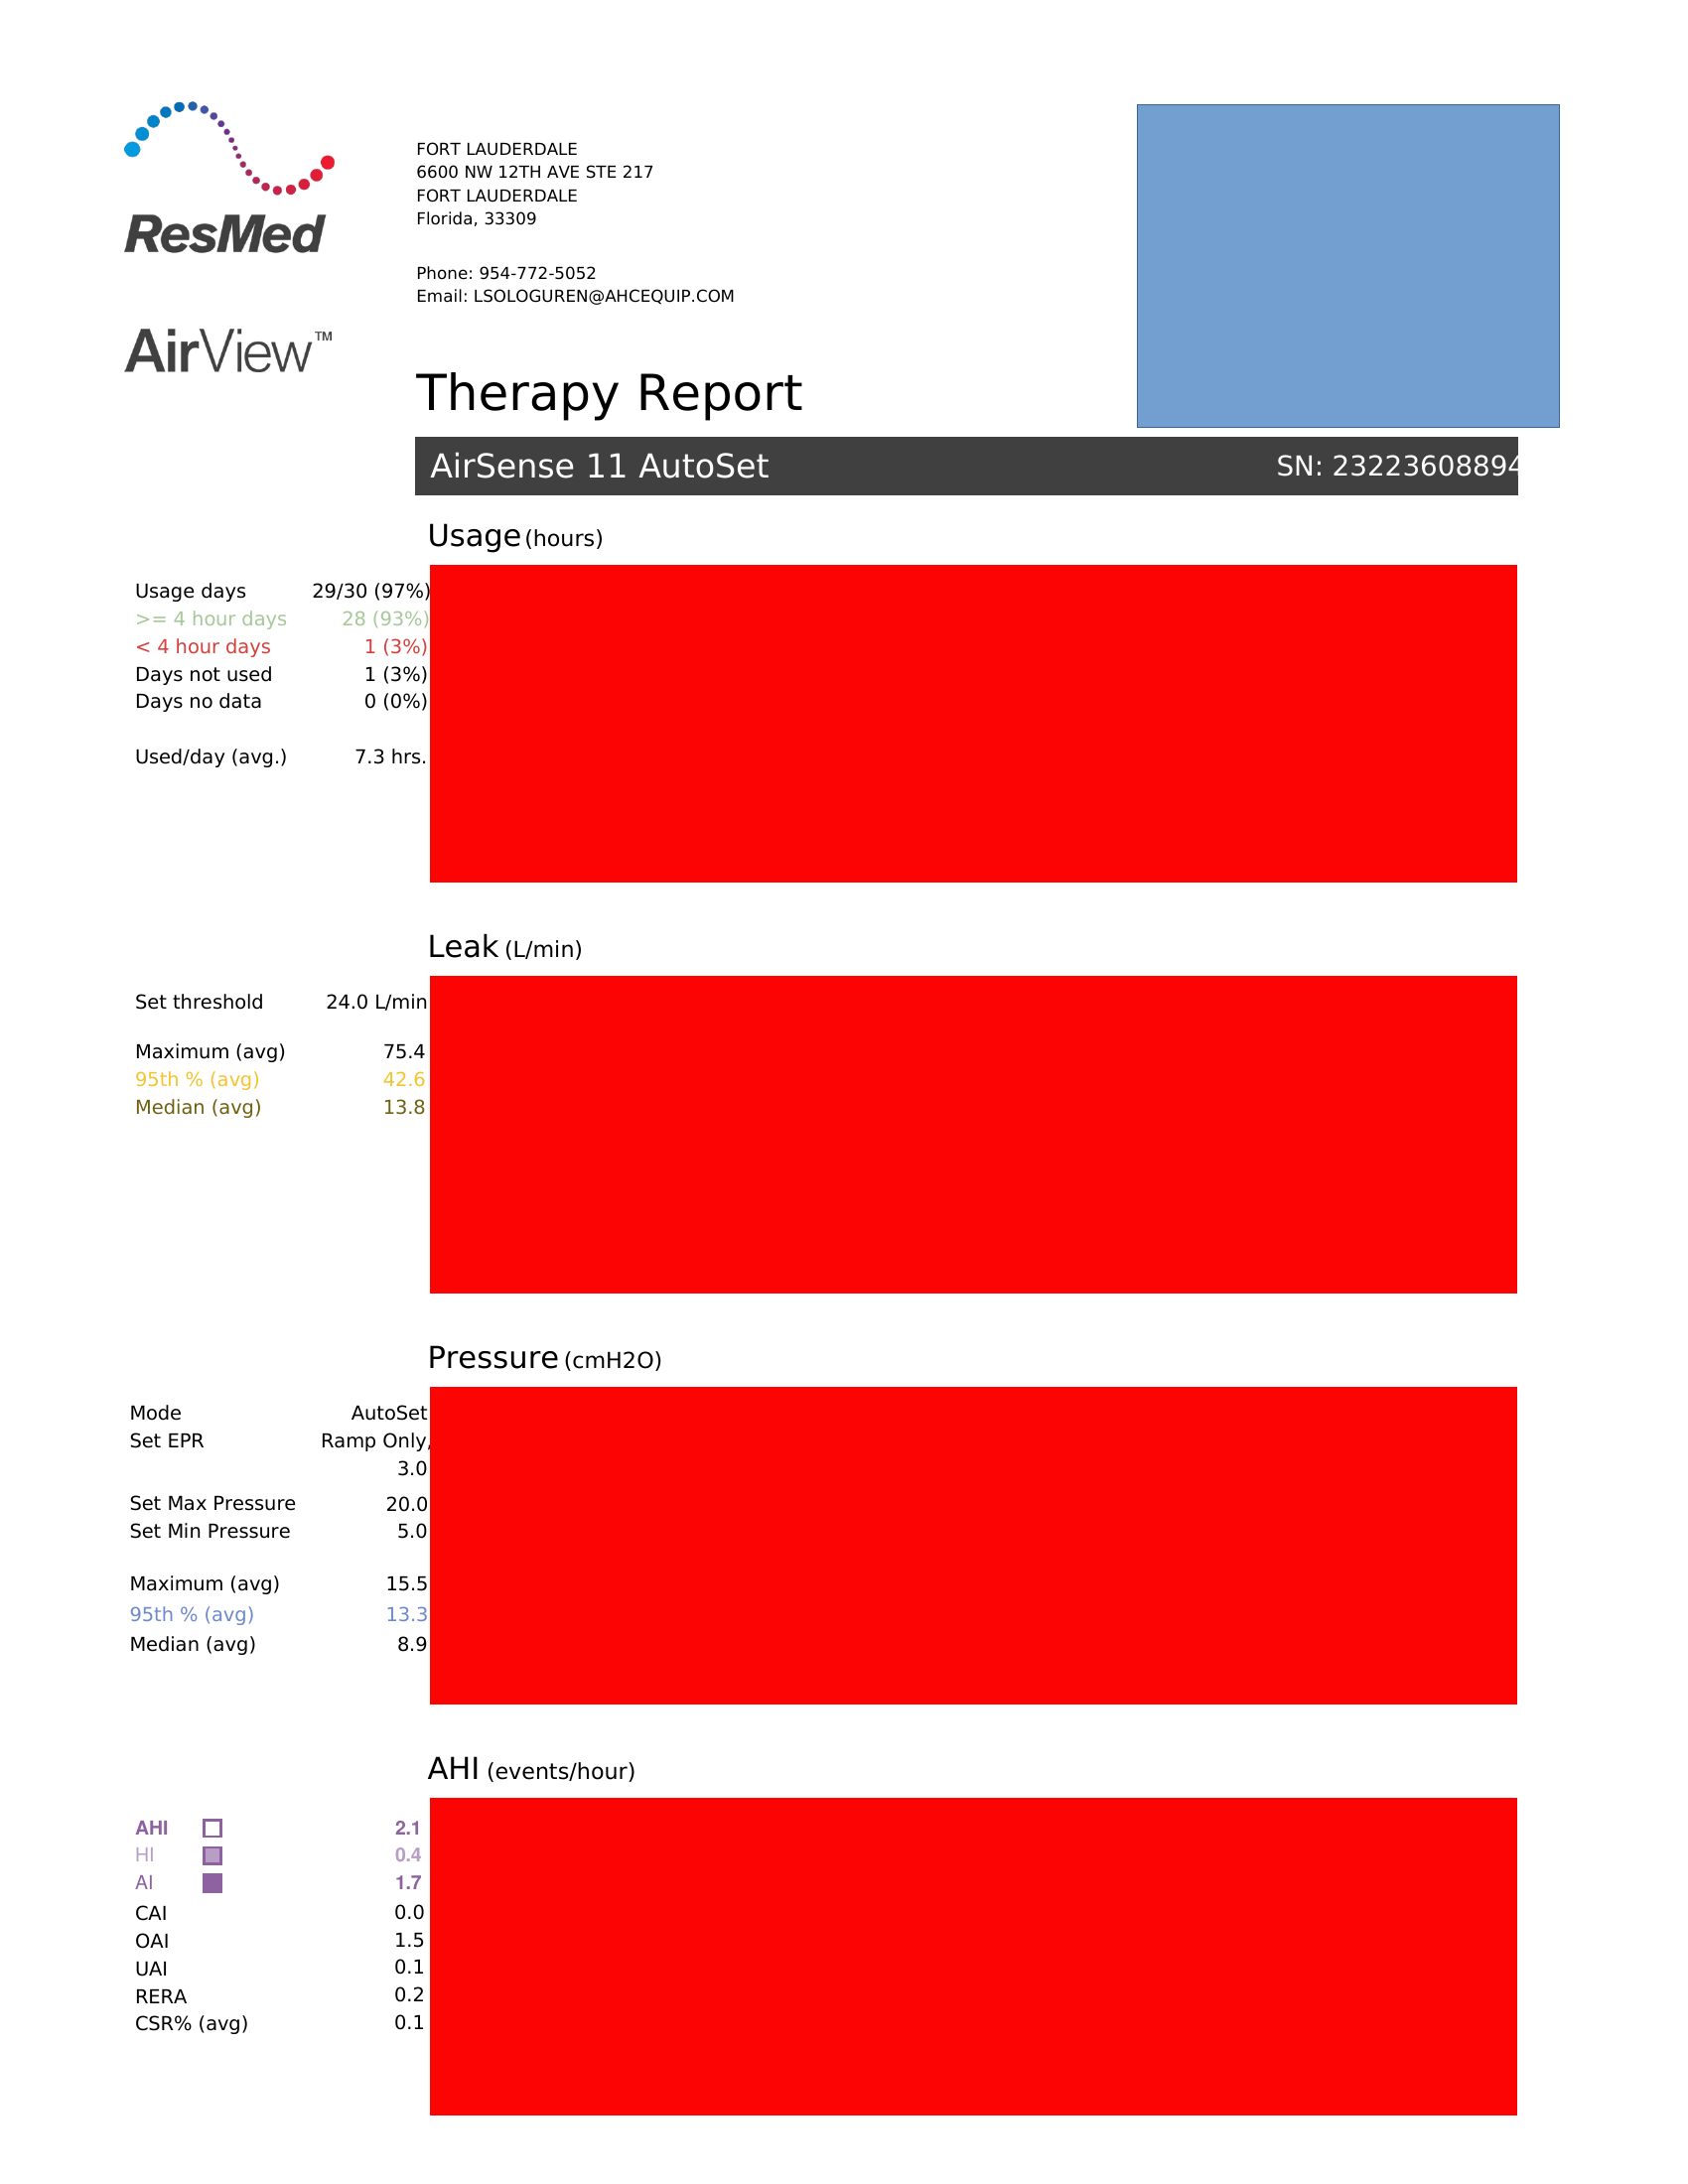 ResMed
AirView™
FORT LAUDERDALE
6600 NW 12TH AVE STE 217
FORT LAUDERDALE
Florida, 33309
Phone: 954-772-5052
Email: LSOLOGUREN@AHCEQUIP.COM
Therapy Report
AirSense 11 AutoSet SN: 23223608894
Usage (hours)
Usage days 29/30 (97%)
>= 4 hour days 28 (93%)
< 4 hour days 1 (3%)
Days not used 1 (3%)
Days no data 0 (0%)
Used/day (avg.) 7.3 hrs.
Leak (L/min)
Set threshold 24.0 L/min
Maximum (avg) 75.4
95th % (avg) 42.6
Median (avg) 13.8
Pressure (cmH2O)
Mode AutoSet
Set EPR Ramp Only,
3.0
Set Max Pressure 20.0
Set Min Pressure 5.0
Maximum (avg) 15.5
95th % (avg) 13.3
Median (avg) 8.9
AHI (events/hour)
AHI 2.1
HI 0.4
AI 1.7
CAI 0.0
OAI 1.5
UAI 0.1
RERA 0.2
CSR% (avg) 0.1